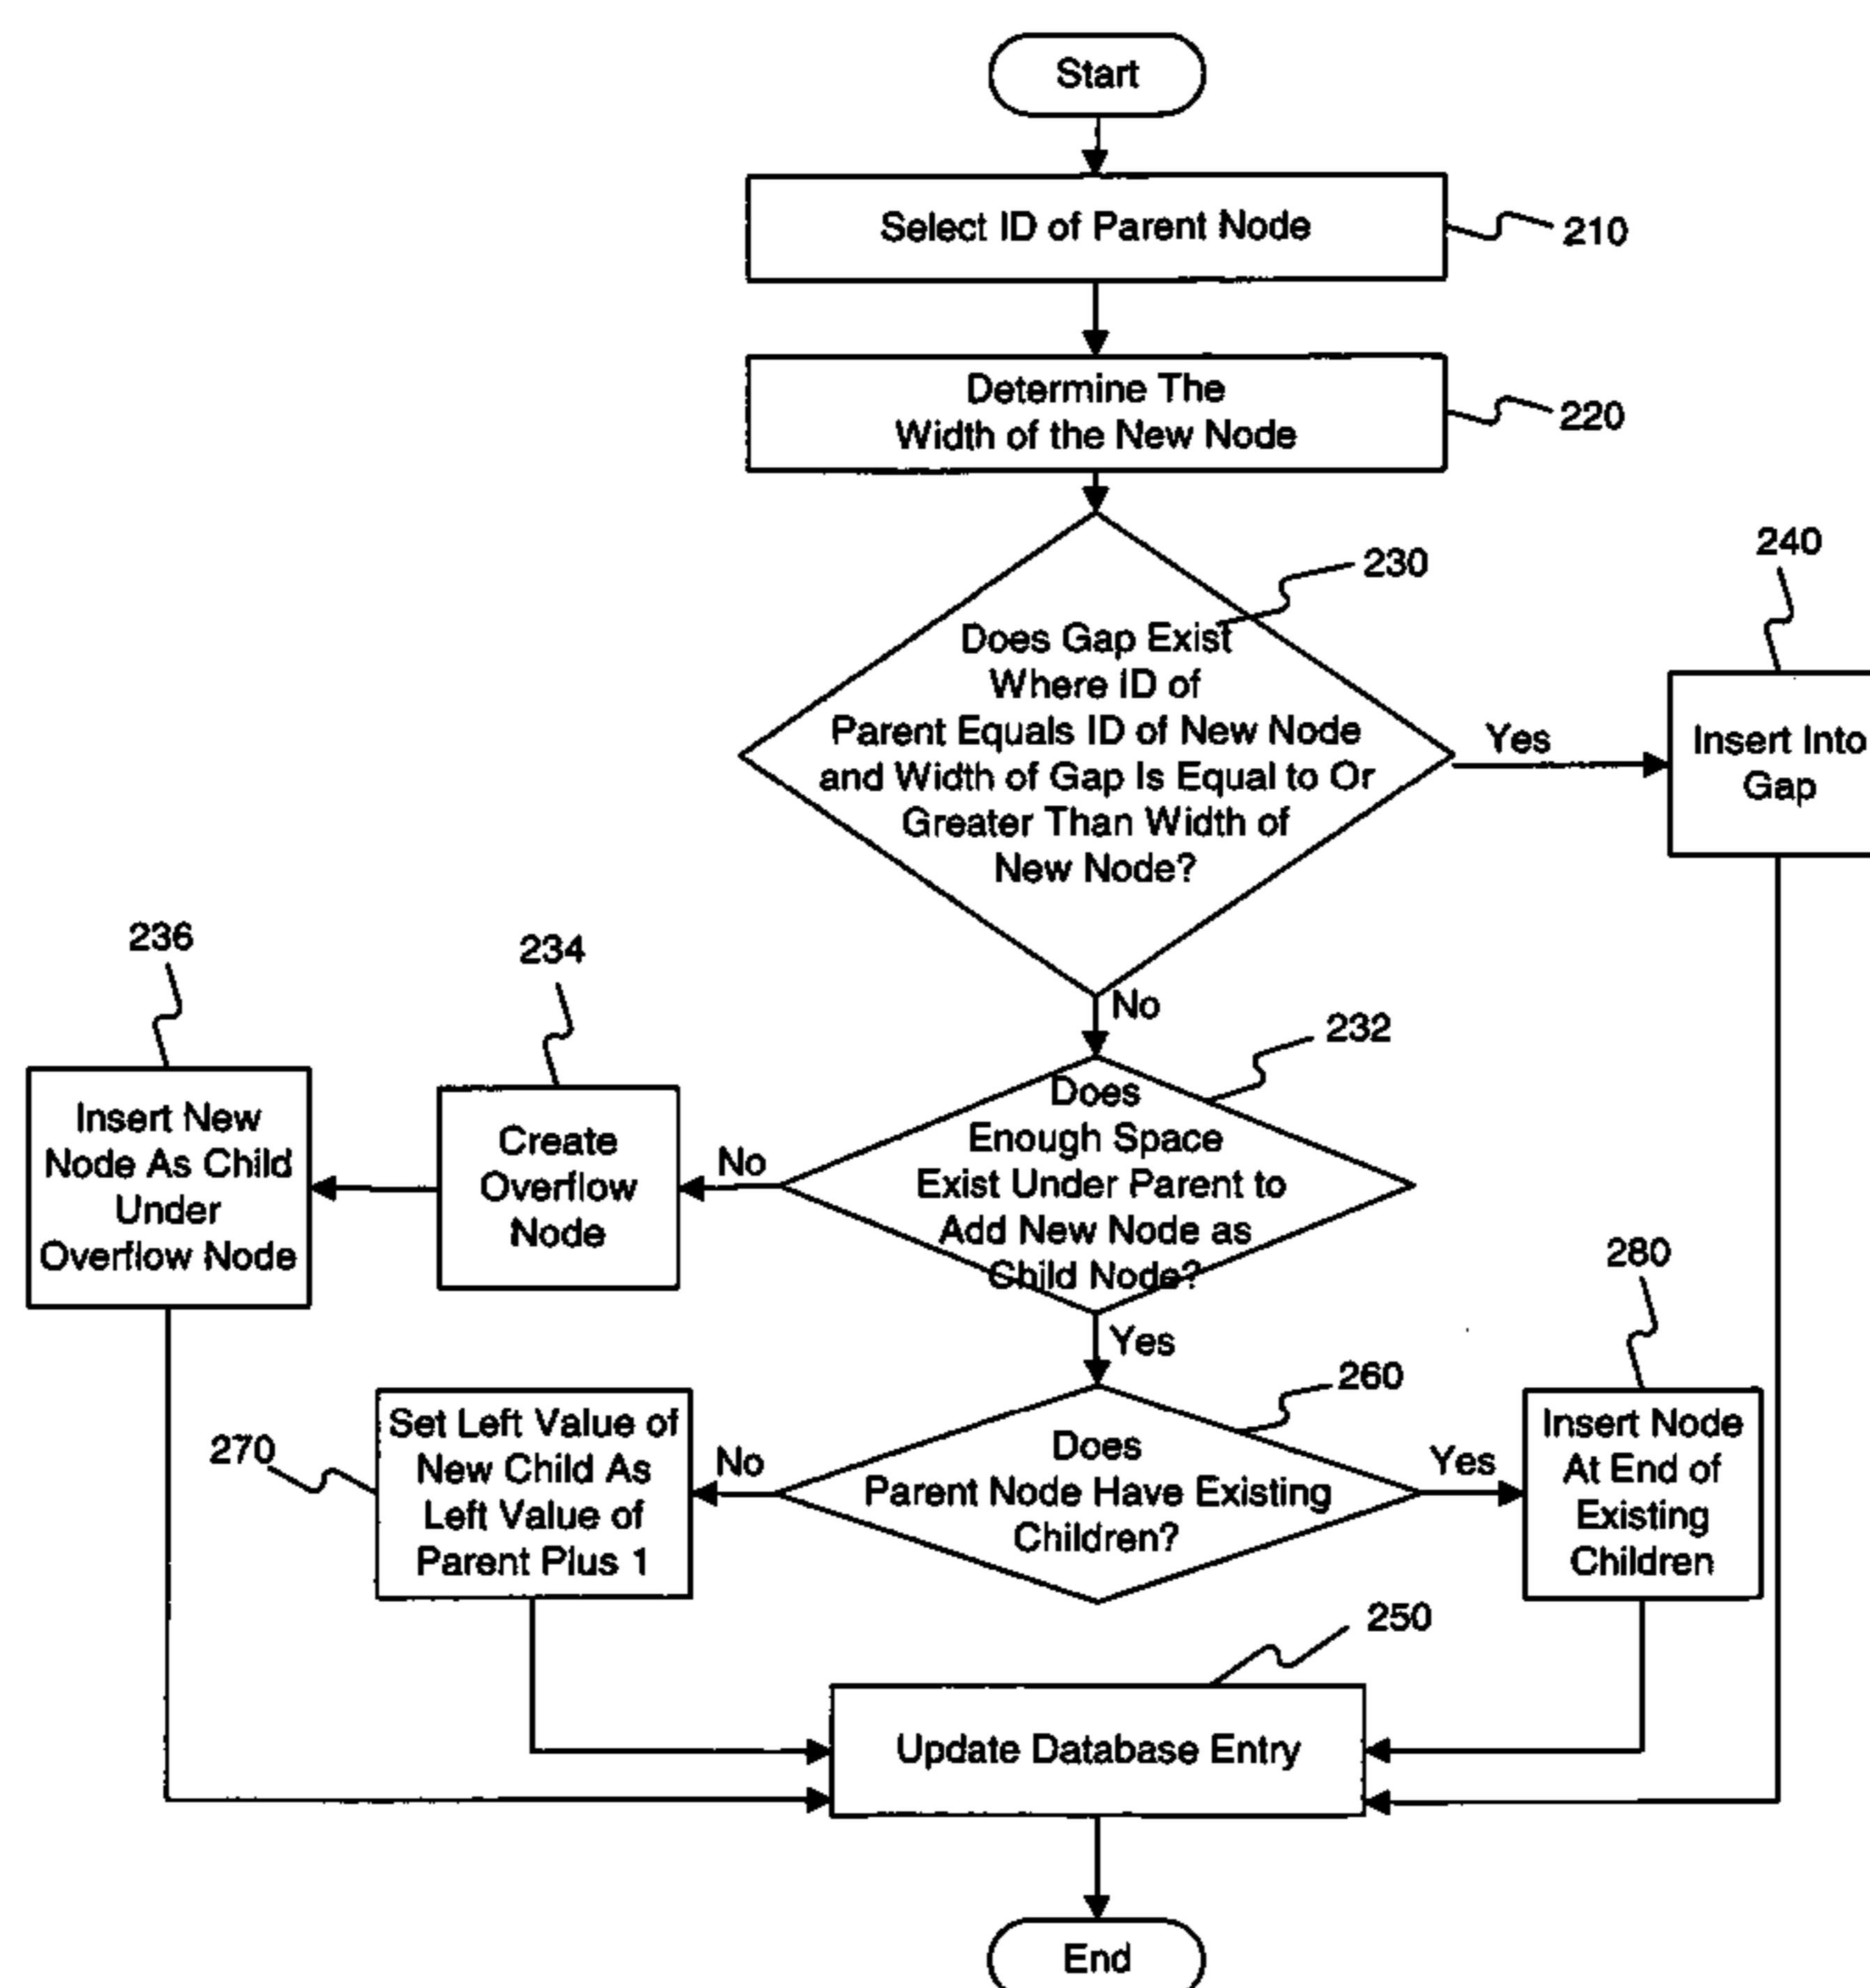 Start
Select ID of Parent Node
210
Determine The
Width of the New Node
220
230
Does Gap Exist
Where ID of
Parent Equals ID of New Node
and Width of Gap Is Equal to Or
Greater Than Width of
New Node?
Yes
240
Insert Into
Gap
No
232
Does
Enough Space
Exist Under Parent to
Add New Node as
Child Node?
No
234
Create
Overflow
Node
236
Insert New
Node As Child
Under
Overflow Node
Yes
260
Does
Parent Node Have Existing
Children?
No
270
Set Left Value of
New Child As
Left Value of
Parent Plus 1
Yes
280
Insert Node
At End of
Existing
Children
250
Update Database Entry
End